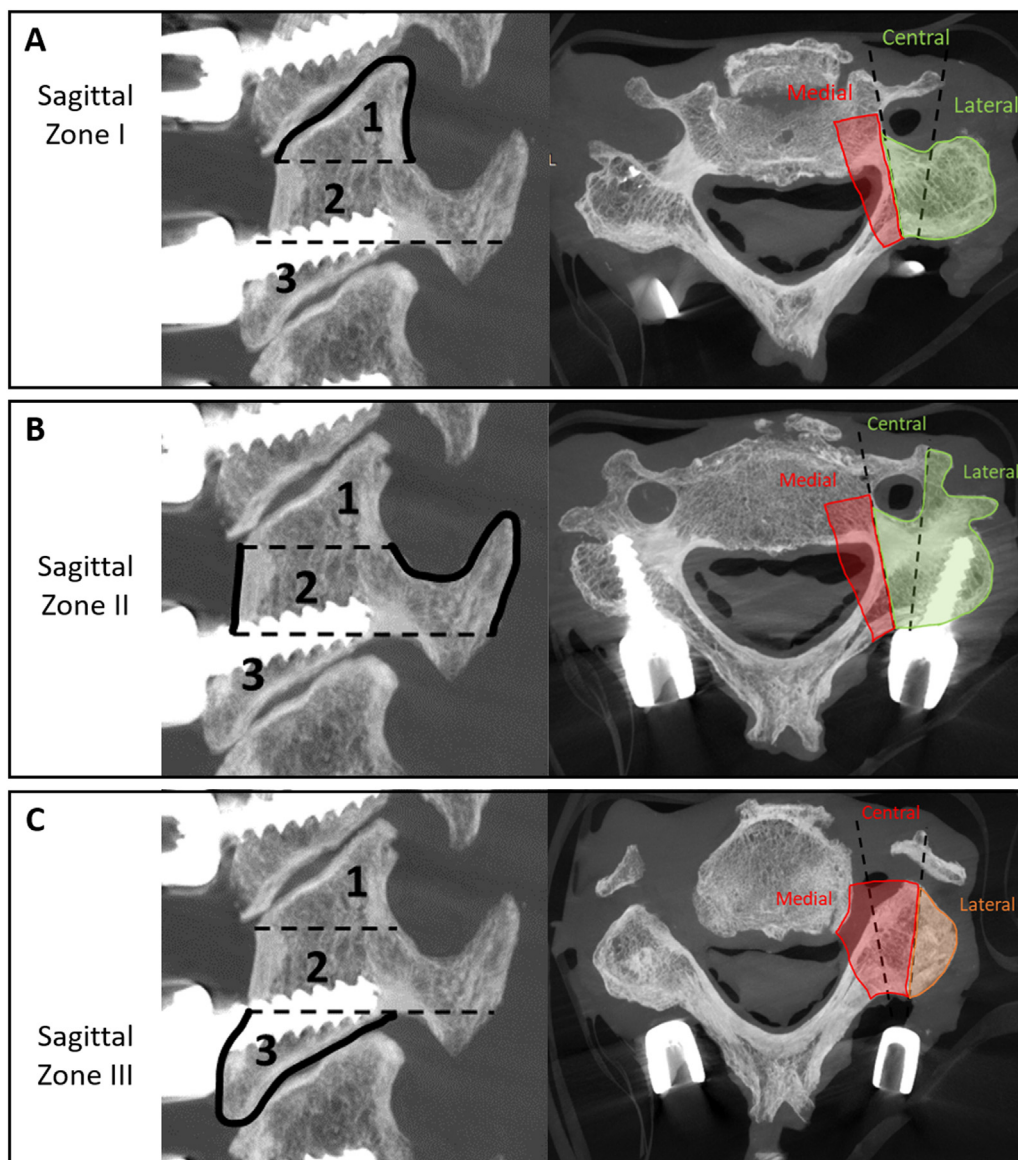 A
Sagittal
Zone I
1
2
3
Central
Medial
Lateral
L
B
Sagittal
Zone II
1
2
3
Central
Medial
Lateral
C
Sagittal
Zone III
1
2
3
Central
Medial
Lateral